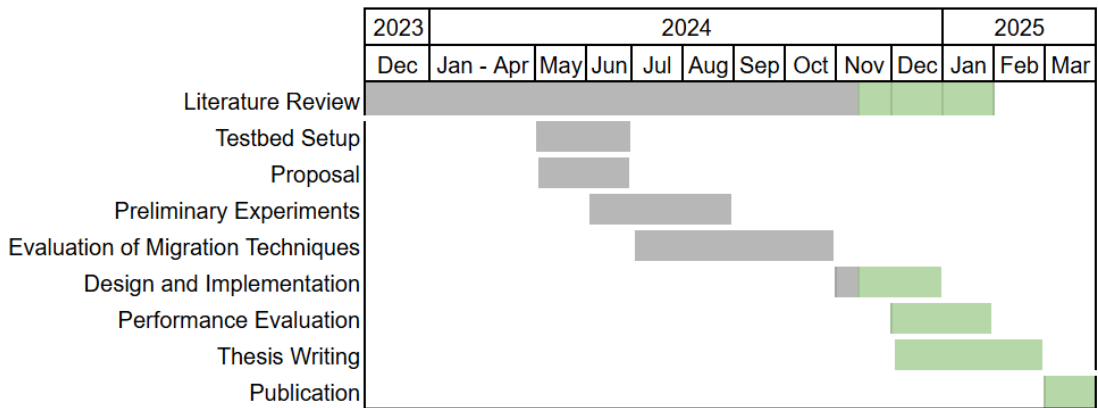 2023 2024 2025
Dec Jan - Apr May Jun Jul Aug Sep Oct Nov Dec Jan Feb Mar
Literature Review
Testbed Setup
Proposal
Preliminary Experiments
Evaluation of Migration Techniques
Design and Implementation
Performance Evaluation
Thesis Writing
Publication